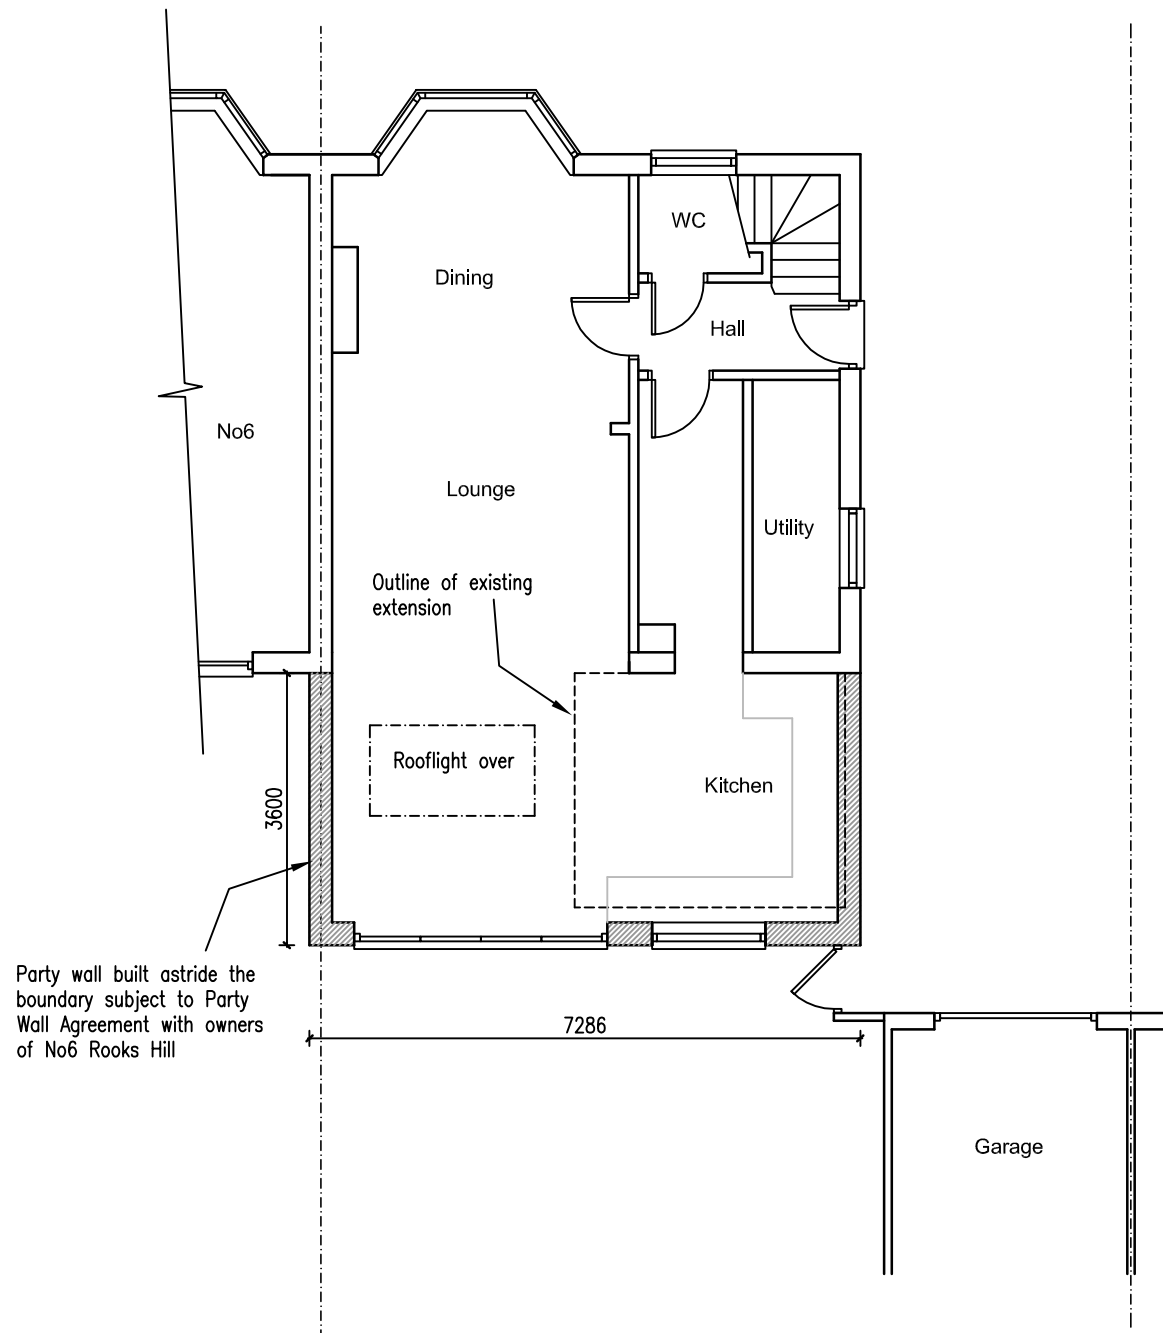 WC
Dining
Hall
No6
Lounge
Utility
Outline of existing
extension
Rooflight over
Kitchen
3600
Party wall built astride the
boundary subject to Party
Wall Agreement with owners
of No6 Rooks Hill
7286
Garage